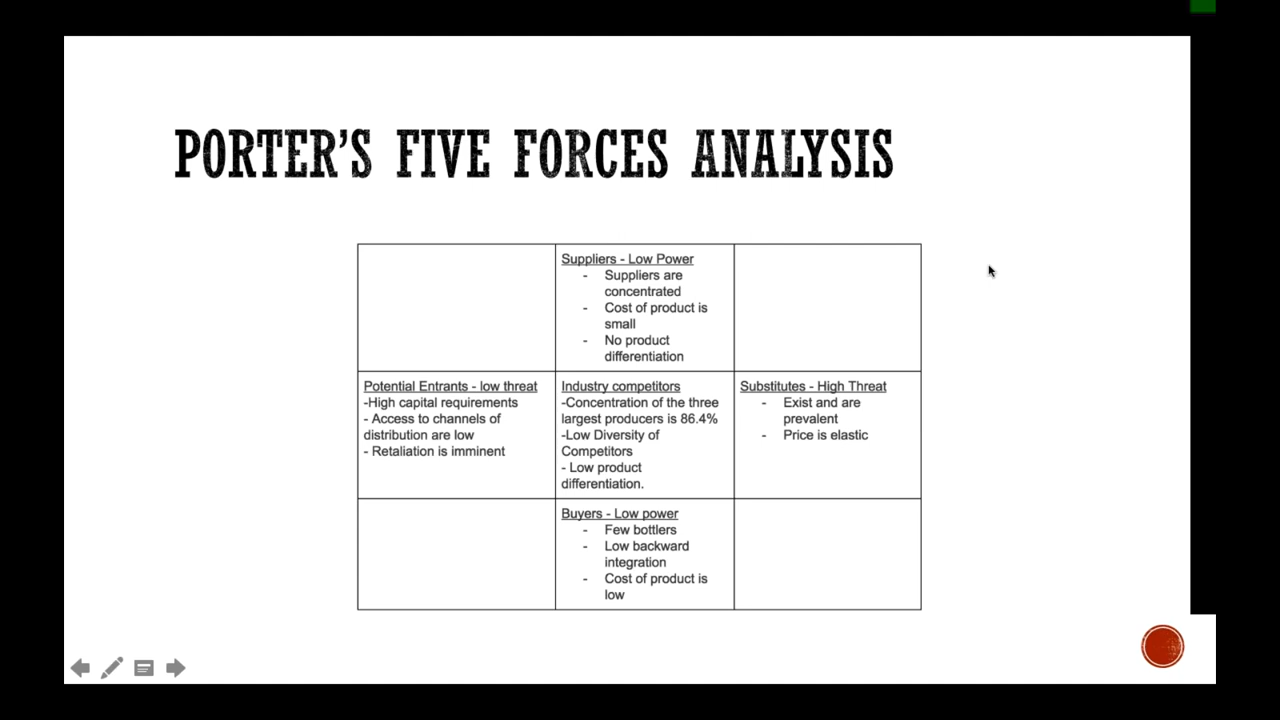 PORTER'S FIVE FORCES ANALYSIS
Suppliers - Low Power
- Suppliers are
concentrated
- Cost of product is
small
- No product
differentiation
Potential Entrants - low threat
-High capital requirements
- Access to channels of
distribution are low
- Retaliation is imminent
Industry competitors
-Concentration of the three
largest producers is 86.4%
-Low Diversity of
Competitors
- Low product
differentiation.
Substitutes - High Threat
- Exist and are
prevalent
- Price is elastic
Buyers - Low power
- Few bottlers
- Low backward
integration
- Cost of product is
low